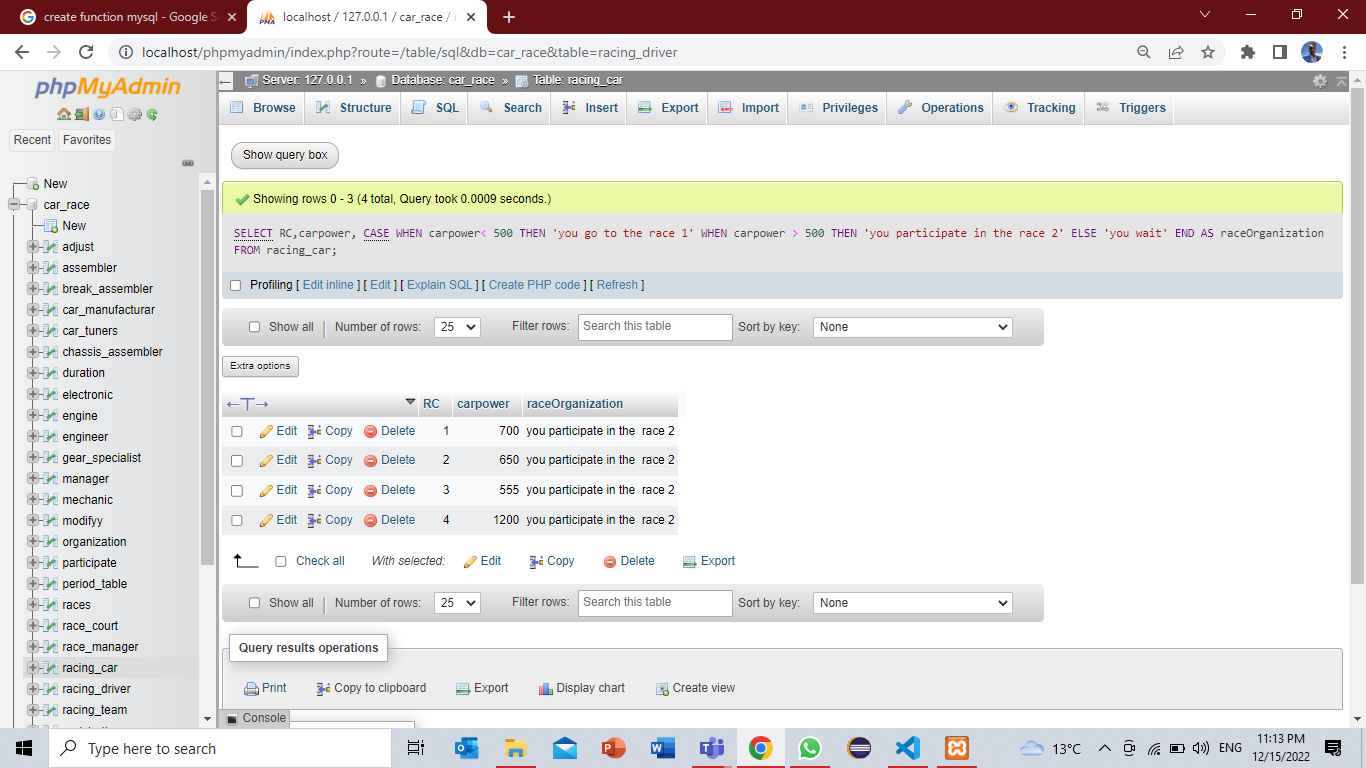 create function mysql - Google S
localhost / 127.0.0.1 / car_race / r
localhost/phpmyadmin/index.php?route=/table/sql&db=car_race&table=racing_driver
phpMyAdmin
Recent Favorites
New
car_race
New
adjust
assembler
break_assembler
car_manufacturar
car_tuners
chassis_assembler
duration
electronic
engine
engineer
gear_specialist
manager
mechanic
modifyy
organization
participate
period_table
races
race_court
race_manager
racing_car
racing_driver
racing_team
Server: 127.0.0.1 » Database: car_race » Table: racing_car
Browse Structure SQL Search Insert Export Import Privileges Operations Tracking Triggers
Show query box
Showing rows 0 - 3 (4 total, Query took 0.0009 seconds.)
SELECT RC,carpower, CASE WHEN carpower< 500 THEN 'you go to the race 1' WHEN carpower > 500 THEN 'you participate in the race 2' ELSE 'you wait' END AS raceOrganization
FROM racing_car;
Profiling [ Edit inline ] [ Edit ] [ Explain SQL ] [ Create PHP code ] [ Refresh ]
Show all | Number of rows: 25 Filter rows: Search this table Sort by key: None
Extra options
←T→ RC carpower raceOrganization
Edit Copy Delete 1 700 you participate in the race 2
Edit Copy Delete 2 650 you participate in the race 2
Edit Copy Delete 3 555 you participate in the race 2
Edit Copy Delete 4 1200 you participate in the race 2
Check all With selected: Edit Copy Delete Export
Show all | Number of rows: 25 Filter rows: Search this table Sort by key: None
Query results operations
Print Copy to clipboard Export Display chart Create view
Console
Type here to search
13°C
ENG
11:13 PM
12/15/2022